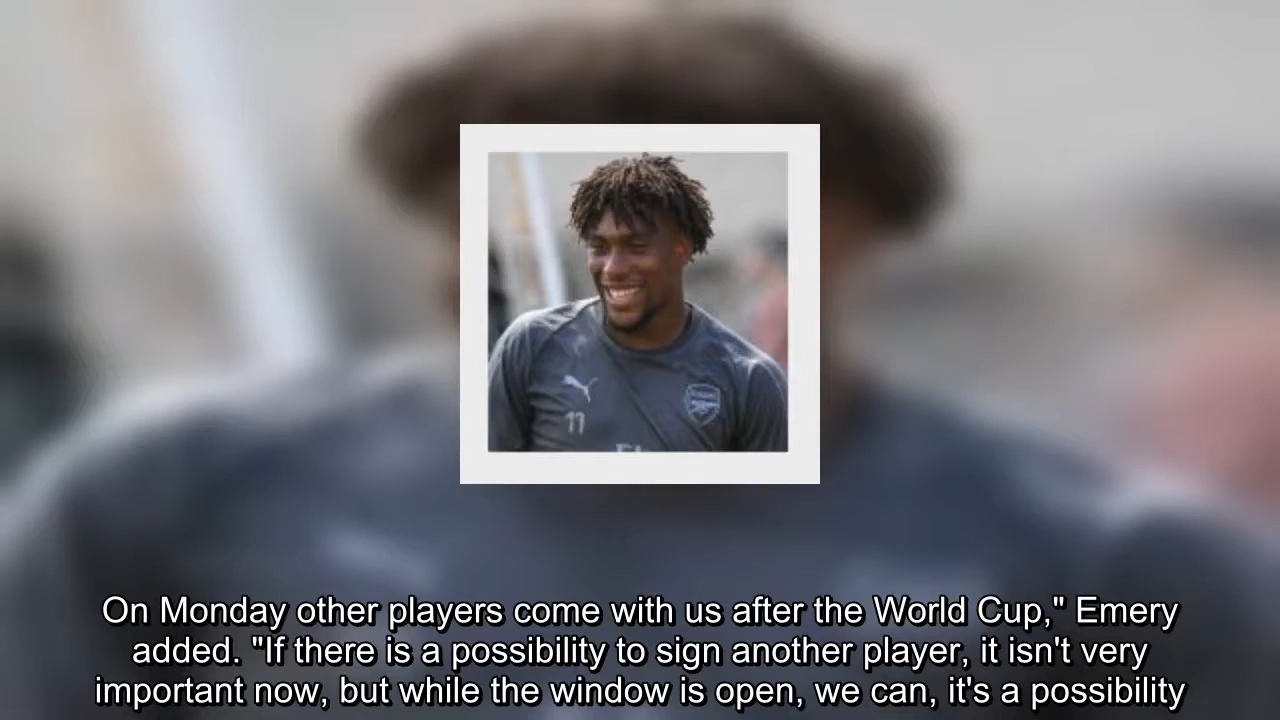 17
On Monday other players come with us after the World Cup," Emery
added. "If there is a possibility to sign another player, it isn't very
important now, but while the window is open, we can, it's a possibility